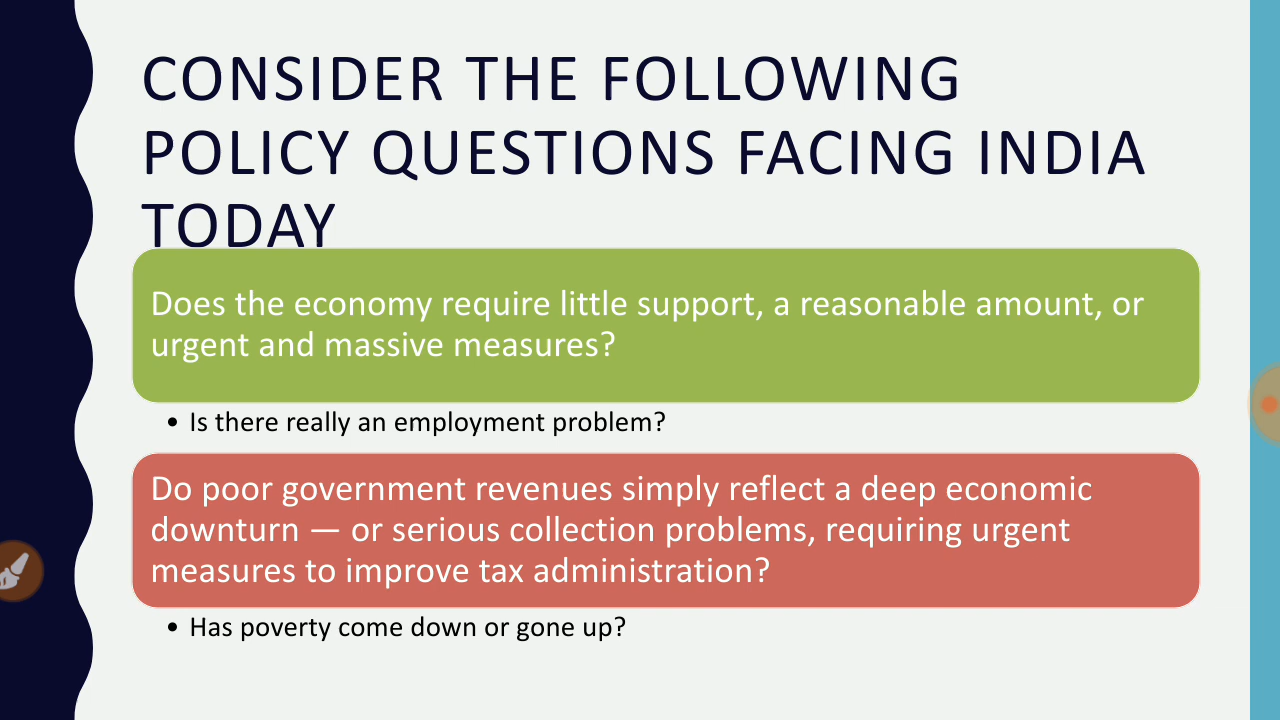 CONSIDER THE FOLLOWING
POLICY QUESTIONS FACING INDIA
TODAY
Does the economy require little support, a reasonable amount, or
urgent and massive measures?
• Is there really an employment problem?
Do poor government revenues simply reflect a deep economic
downturn — or serious collection problems, requiring urgent
measures to improve tax administration?
• Has poverty come down or gone up?